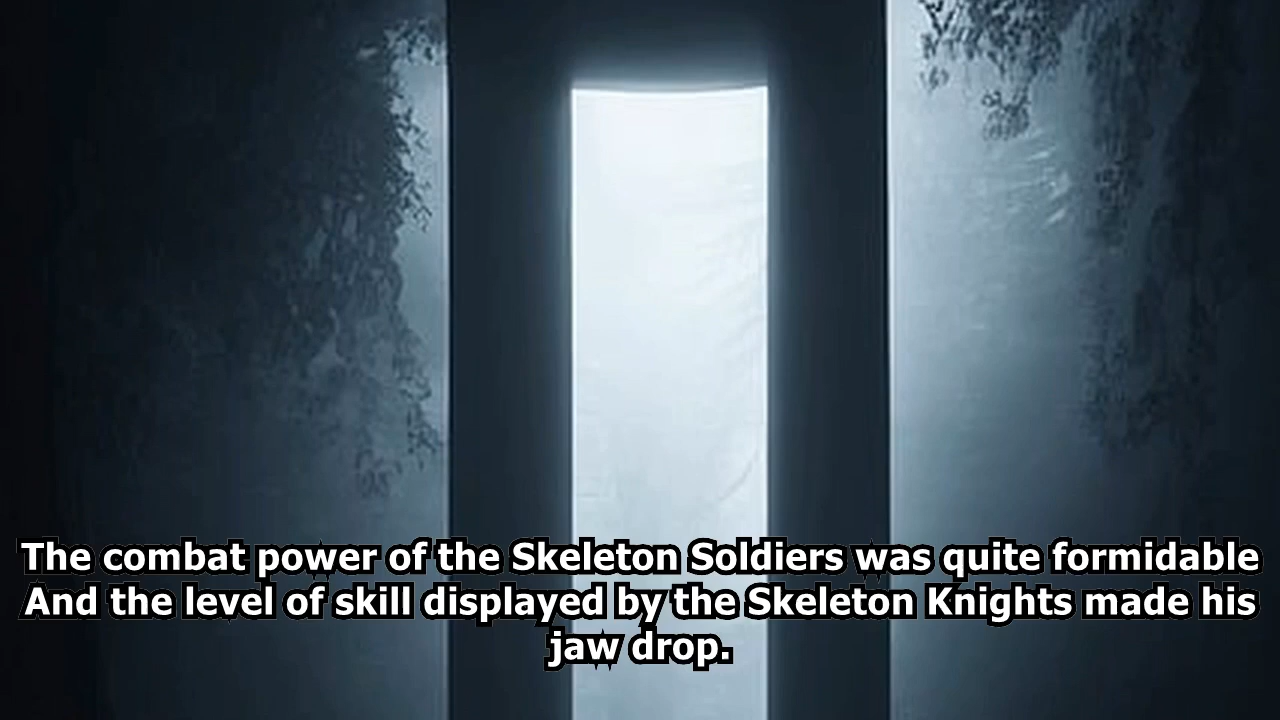 The combat power of the Skeleton Soldiers was quite formidable
And the level of skill displayed by the Skeleton Knights made his
jaw drop.